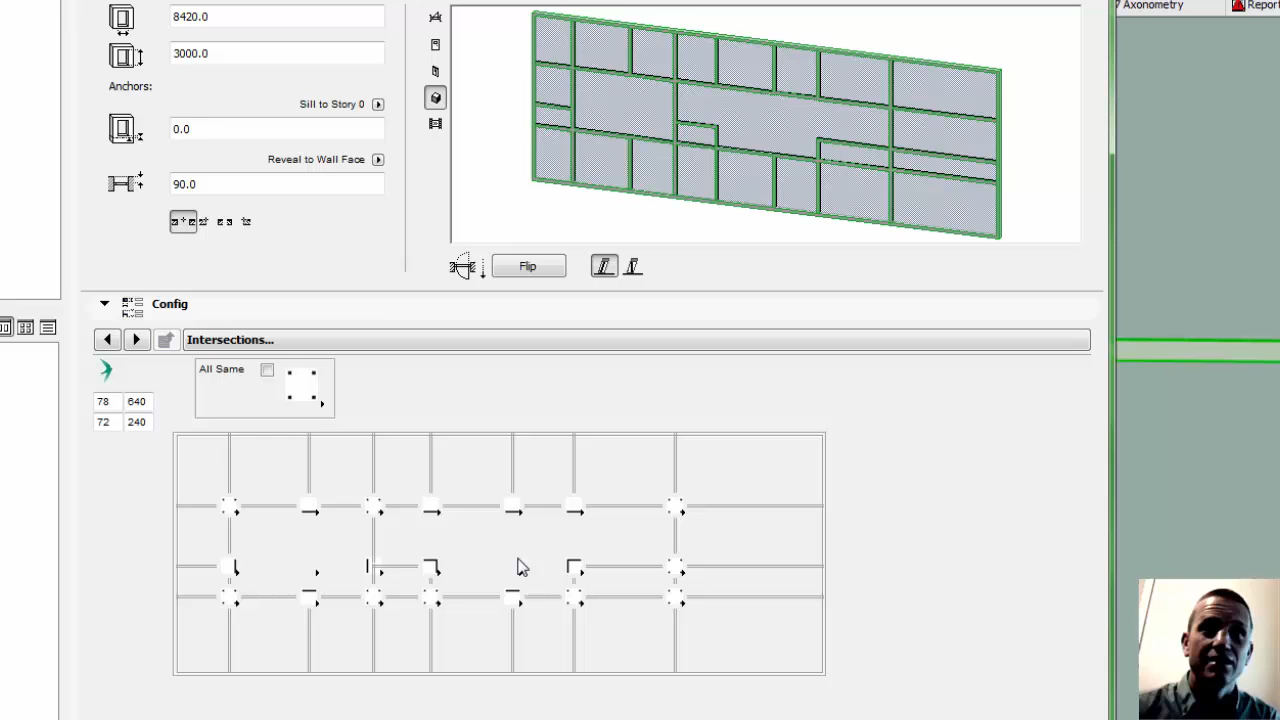 Axonometry
Report
8420.0
3000.0
Anchors:
Sill to Story 0
0.0
Reveal to Wall Face
90.0
Flip
Config
Intersections...
All Same
78 640
72 240